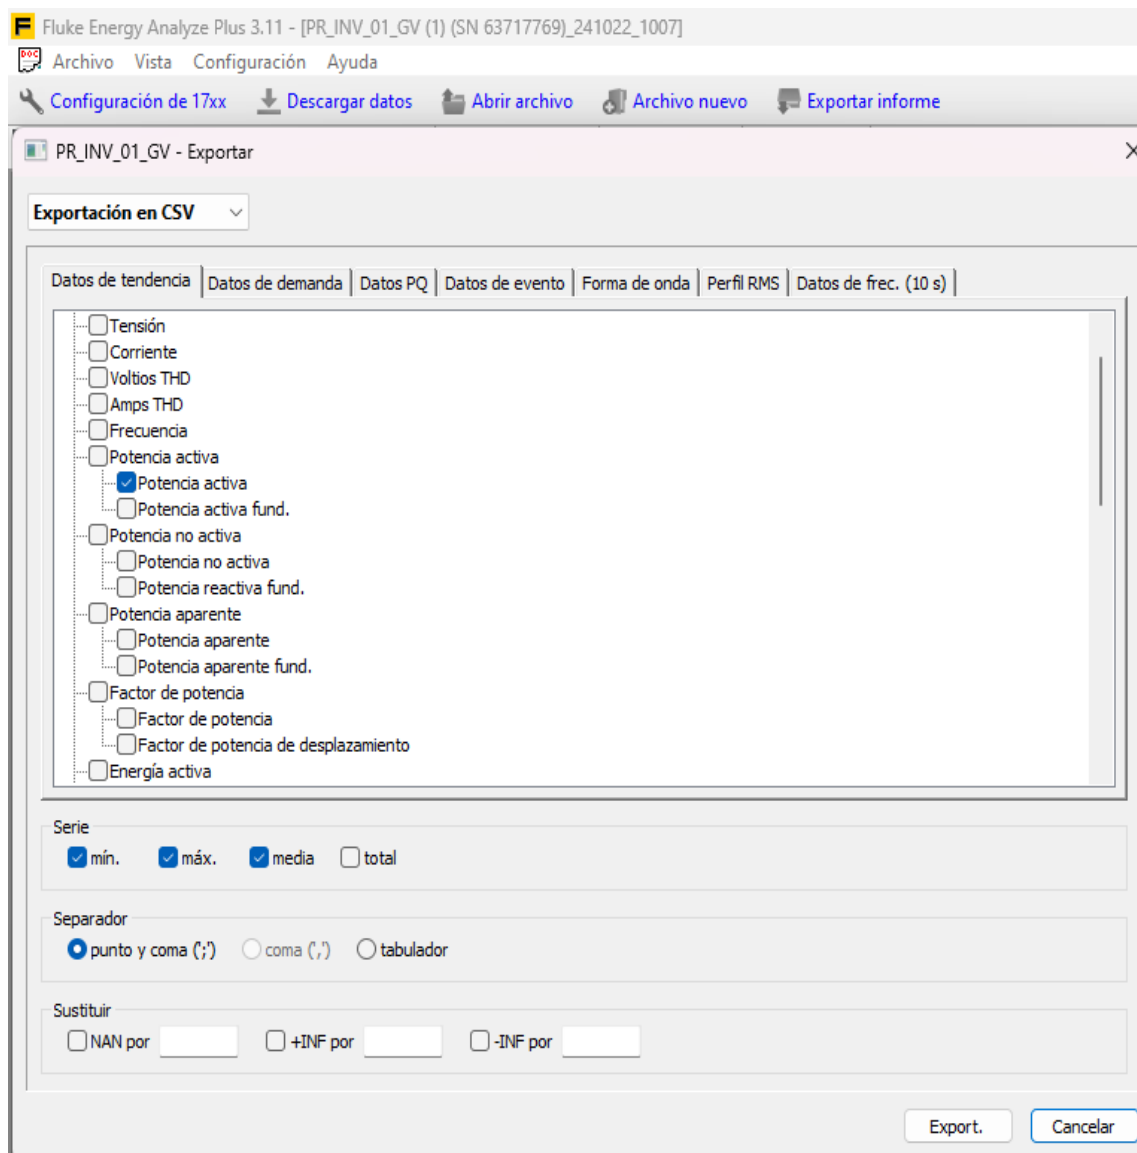 Fluke Energy Analyze Plus 3.11 - [PR_INV_01_GV (1) (SN 63717769)_241022_1007]
DOC Archivo Vista Configuración Ayuda
Configuración de 17xx Descargar datos Abrir archivo Archivo nuevo Exportar informe
PR_INV_01_GV - Exportar
Exportación en CSV
Datos de tendencia Datos de demanda Datos PQ Datos de evento Forma de onda Perfil RMS Datos de frec. (10 s)
Tensión
Corriente
Voltios THD
Amps THD
Frecuencia
Potencia activa
Potencia activa
Potencia activa fund.
Potencia no activa
Potencia no activa
Potencia reactiva fund.
Potencia aparente
Potencia aparente
Potencia aparente fund.
Factor de potencia
Factor de potencia
Factor de potencia de desplazamiento
Energía activa
Serie
mín. máx. media total
Separador
punto y coma (';') coma (',') tabulador
Sustituir
NAN por +INF por -INF por
Export. Cancelar